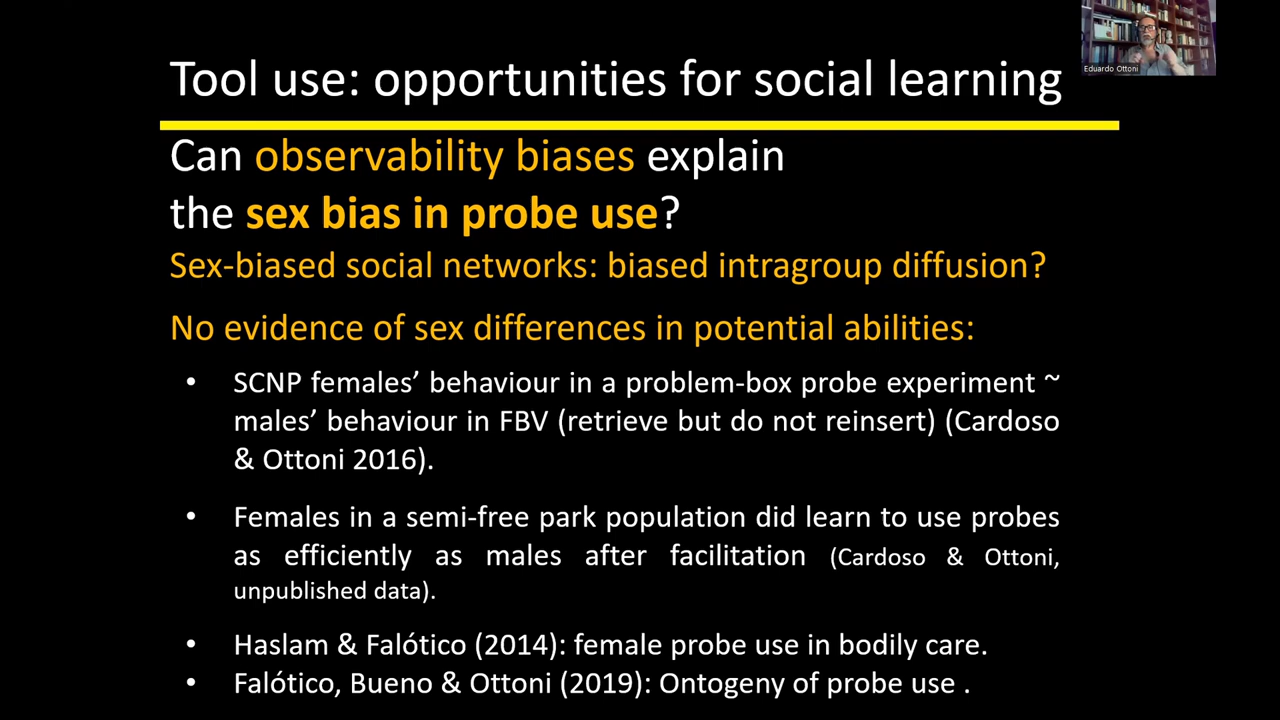 Eduardo Ottoni
Tool use: opportunities for social learning
Can observability biases explain
the sex bias in probe use?
Sex-biased social networks: biased intragroup diffusion?
No evidence of sex differences in potential abilities:
• SCNP females’ behaviour in a problem-box probe experiment ~
males’ behaviour in FBV (retrieve but do not reinsert) (Cardoso
& Ottoni 2016).
• Females in a semi-free park population did learn to use probes
as efficiently as males after facilitation (Cardoso & Ottoni,
unpublished data).
• Haslam & Falótico (2014): female probe use in bodily care.
• Falótico, Bueno & Ottoni (2019): Ontogeny of probe use .